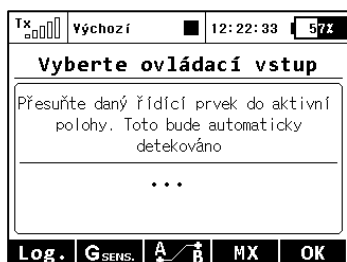 Tx Výchozí 12:22:33 57%
Vyberte ovládací vstup
Přesuňte daný řídící prvek do aktivní
polohy. Toto bude automaticky
detekováno
...
Log. GSENS. A B MX OK